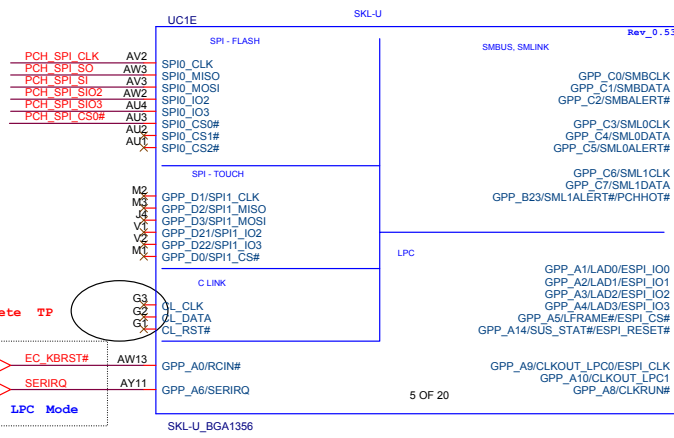 UC1E
SKL-U
Rev_0.53
SPI - FLASH
SMBUS, SMLINK
PCH_SPI_CLK AV2 SPI0_CLK
PCH_SPI_SO AW3 SPI0_MISO
PCH_SPI_SI AV3 SPI0_MOSI
PCH_SPI_SIO2 AW2 SPI0_IO2
PCH_SPI_SIO3 AU4 SPI0_IO3
PCH_SPI_CS0# AU3 SPI0_CS0#
AU2 SPI0_CS1#
AU1 SPI0_CS2#
GPP_C0/SMBCLK
GPP_C1/SMBDATA
GPP_C2/SMBALERT#
GPP_C3/SML0CLK
GPP_C4/SML0DATA
GPP_C5/SML0ALERT#
GPP_C6/SML1CLK
GPP_C7/SML1DATA
GPP_B23/SML1ALERT#/PCHHOT#
SPI - TOUCH
M2 GPP_D1/SPI1_CLK
M3 GPP_D2/SPI1_MISO
J4 GPP_D3/SPI1_MOSI
V1 GPP_D21/SPI1_IO2
V2 GPP_D22/SPI1_IO3
M1 GPP_D0/SPI1_CS#
LPC
C LINK
G3 CL_CLK
G2 CL_DATA
G1 CL_RST#
ete TP
GPP_A1/LAD0/ESPI_IO0
GPP_A2/LAD1/ESPI_IO1
GPP_A3/LAD2/ESPI_IO2
GPP_A4/LAD3/ESPI_IO3
GPP_A5/LFRAME#/ESPI_CS#
GPP_A14/SUS_STAT#/ESPI_RESET#
EC_KBRST# AW13 GPP_A0/RCIN#
SERIRQ AY11 GPP_A6/SERIRQ
LPC Mode
GPP_A9/CLKOUT_LPC0/ESPI_CLK
GPP_A10/CLKOUT_LPC1
GPP_A8/CLKRUN#
5 OF 20
SKL-U_BGA1356